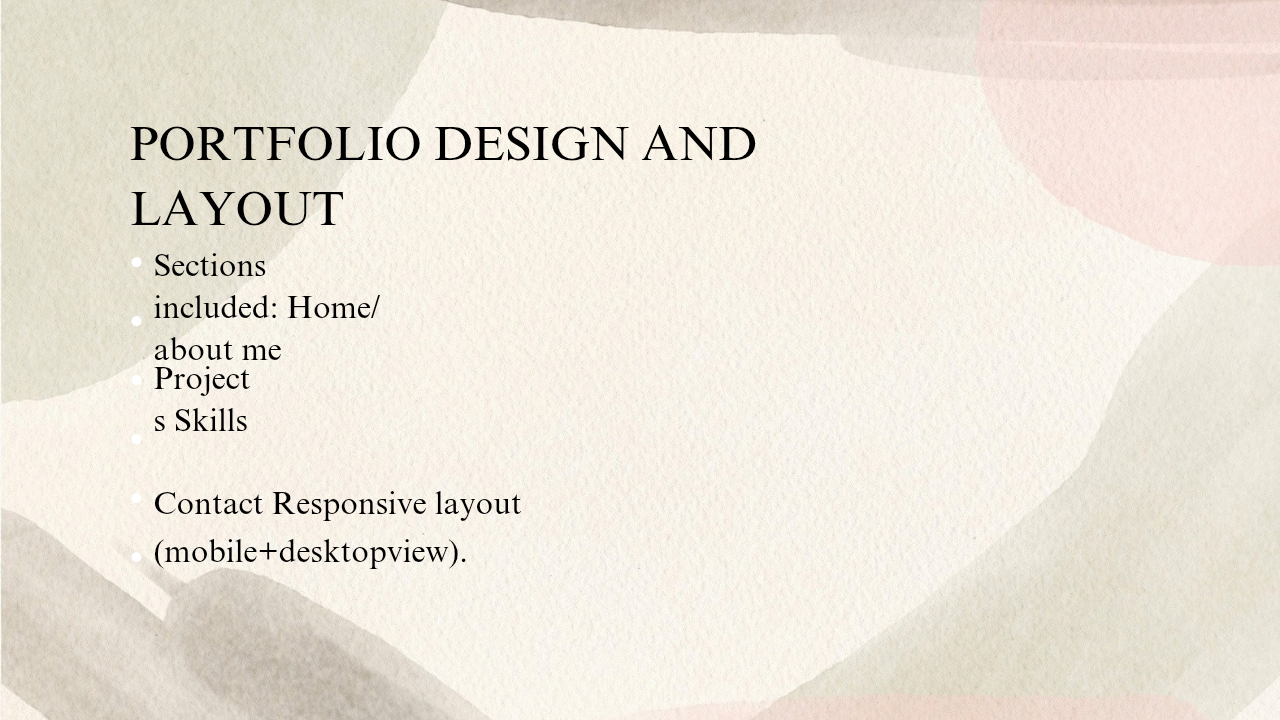 PORTFOLIO DESIGN AND
LAYOUT
Sections
included: Home/
about me
Project
s Skills
Contact Responsive layout
(mobile+desktopview).